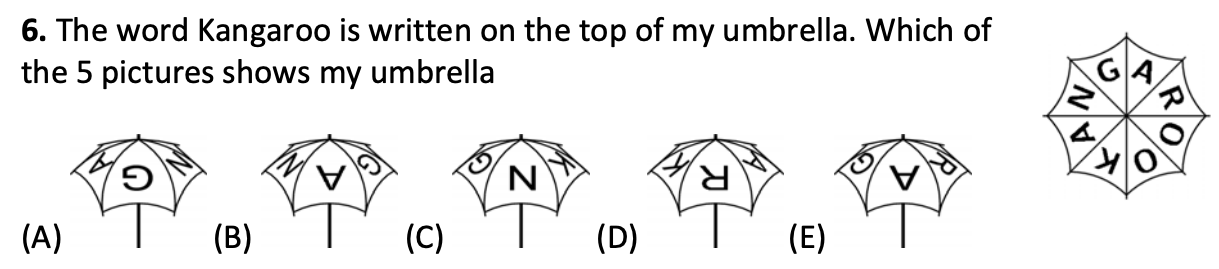 6. The word Kangaroo is written on the top of my umbrella. Which of
the 5 pictures shows my umbrella
G A
N R
A O
K O
A G N
N A G
G N K
K R A
G A R
(A) (B) (C) (D) (E)